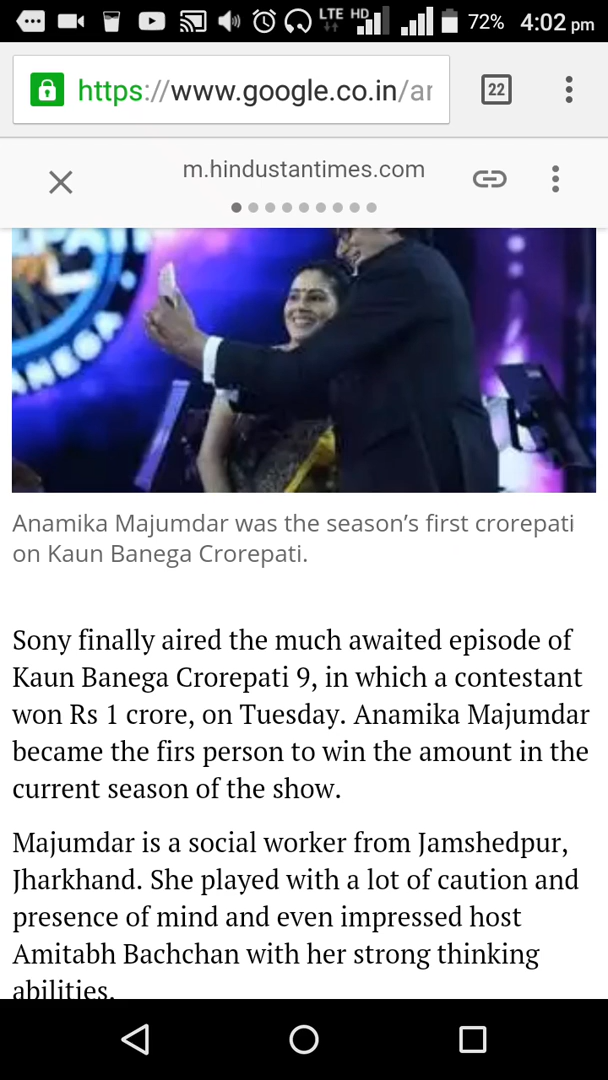 LTE HD
72% 4:02 pm
https://www.google.co.in/ar
22
m.hindustantimes.com
ANEGA
Anamika Majumdar was the season’s first crorepati
on Kaun Banega Crorepati.
Sony finally aired the much awaited episode of
Kaun Banega Crorepati 9, in which a contestant
won Rs 1 crore, on Tuesday. Anamika Majumdar
became the firs person to win the amount in the
current season of the show.
Majumdar is a social worker from Jamshedpur,
Jharkhand. She played with a lot of caution and
presence of mind and even impressed host
Amitabh Bachchan with her strong thinking
abilities.